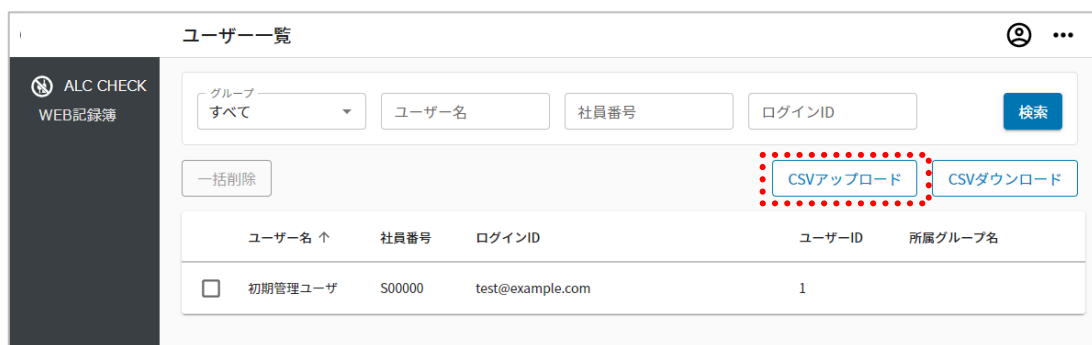 ユーザー一覧
ALC CHECK
WEB記録簿
グループ
すべて
ユーザー名
社員番号
ログインID
検索
一括削除
CSVアップロード
CSVダウンロード
ユーザー名 ↑ 社員番号 ログインID ユーザーID 所属グループ名
初期管理ユーザ S00000 test@example.com 1